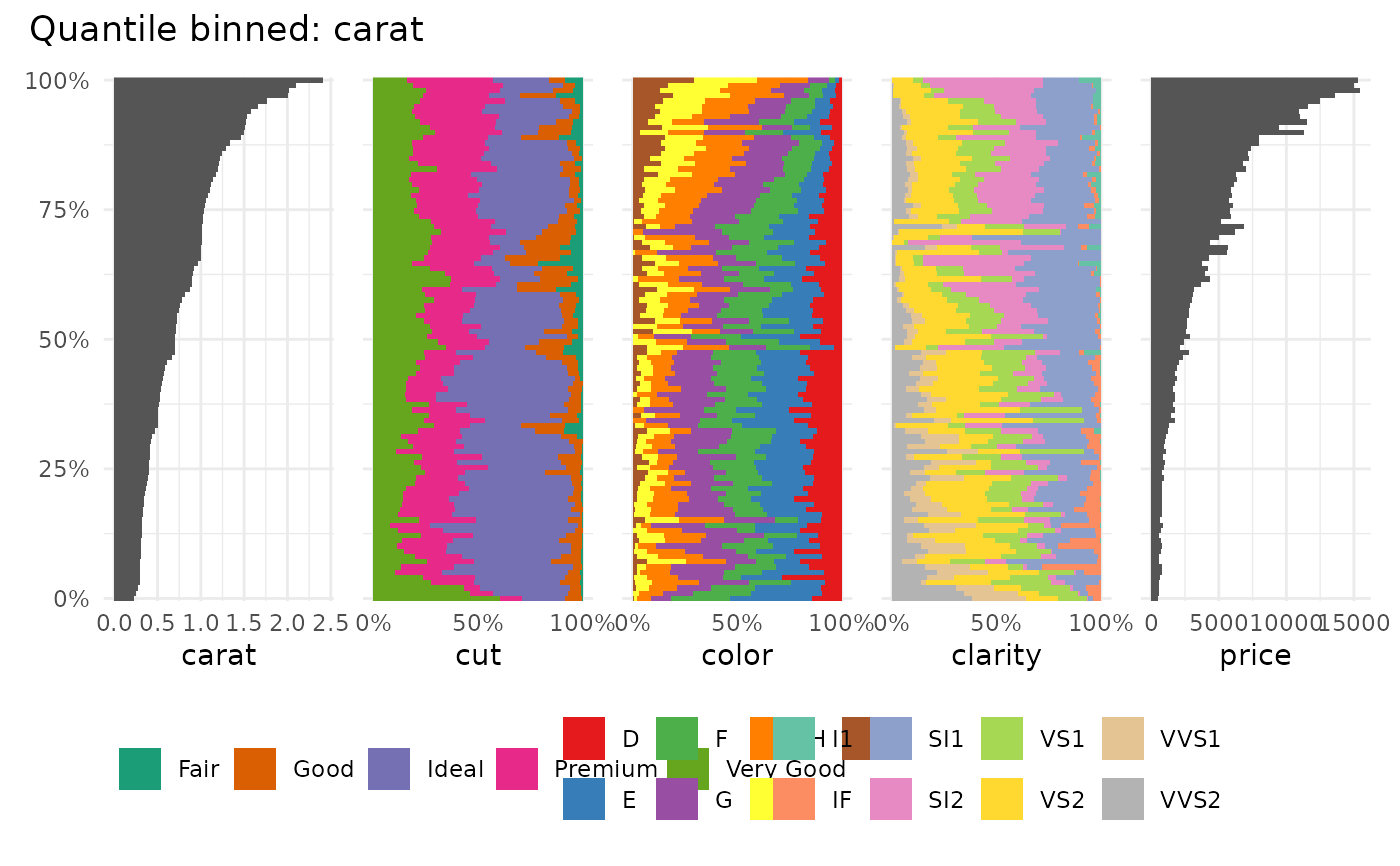 Quantile binned: carat
100%
75%
50%
25%
0%
0.0 0.5 1.0 1.5 2.0 2.5 0% 50% 100% 0% 50% 100% 0% 50% 100% 0 5000 10000 15000
carat cut color clarity price
D F H I1 SI1 VS1 VVS1
Fair Good Ideal Premium Very Good
E G IF SI2 VS2 VVS2